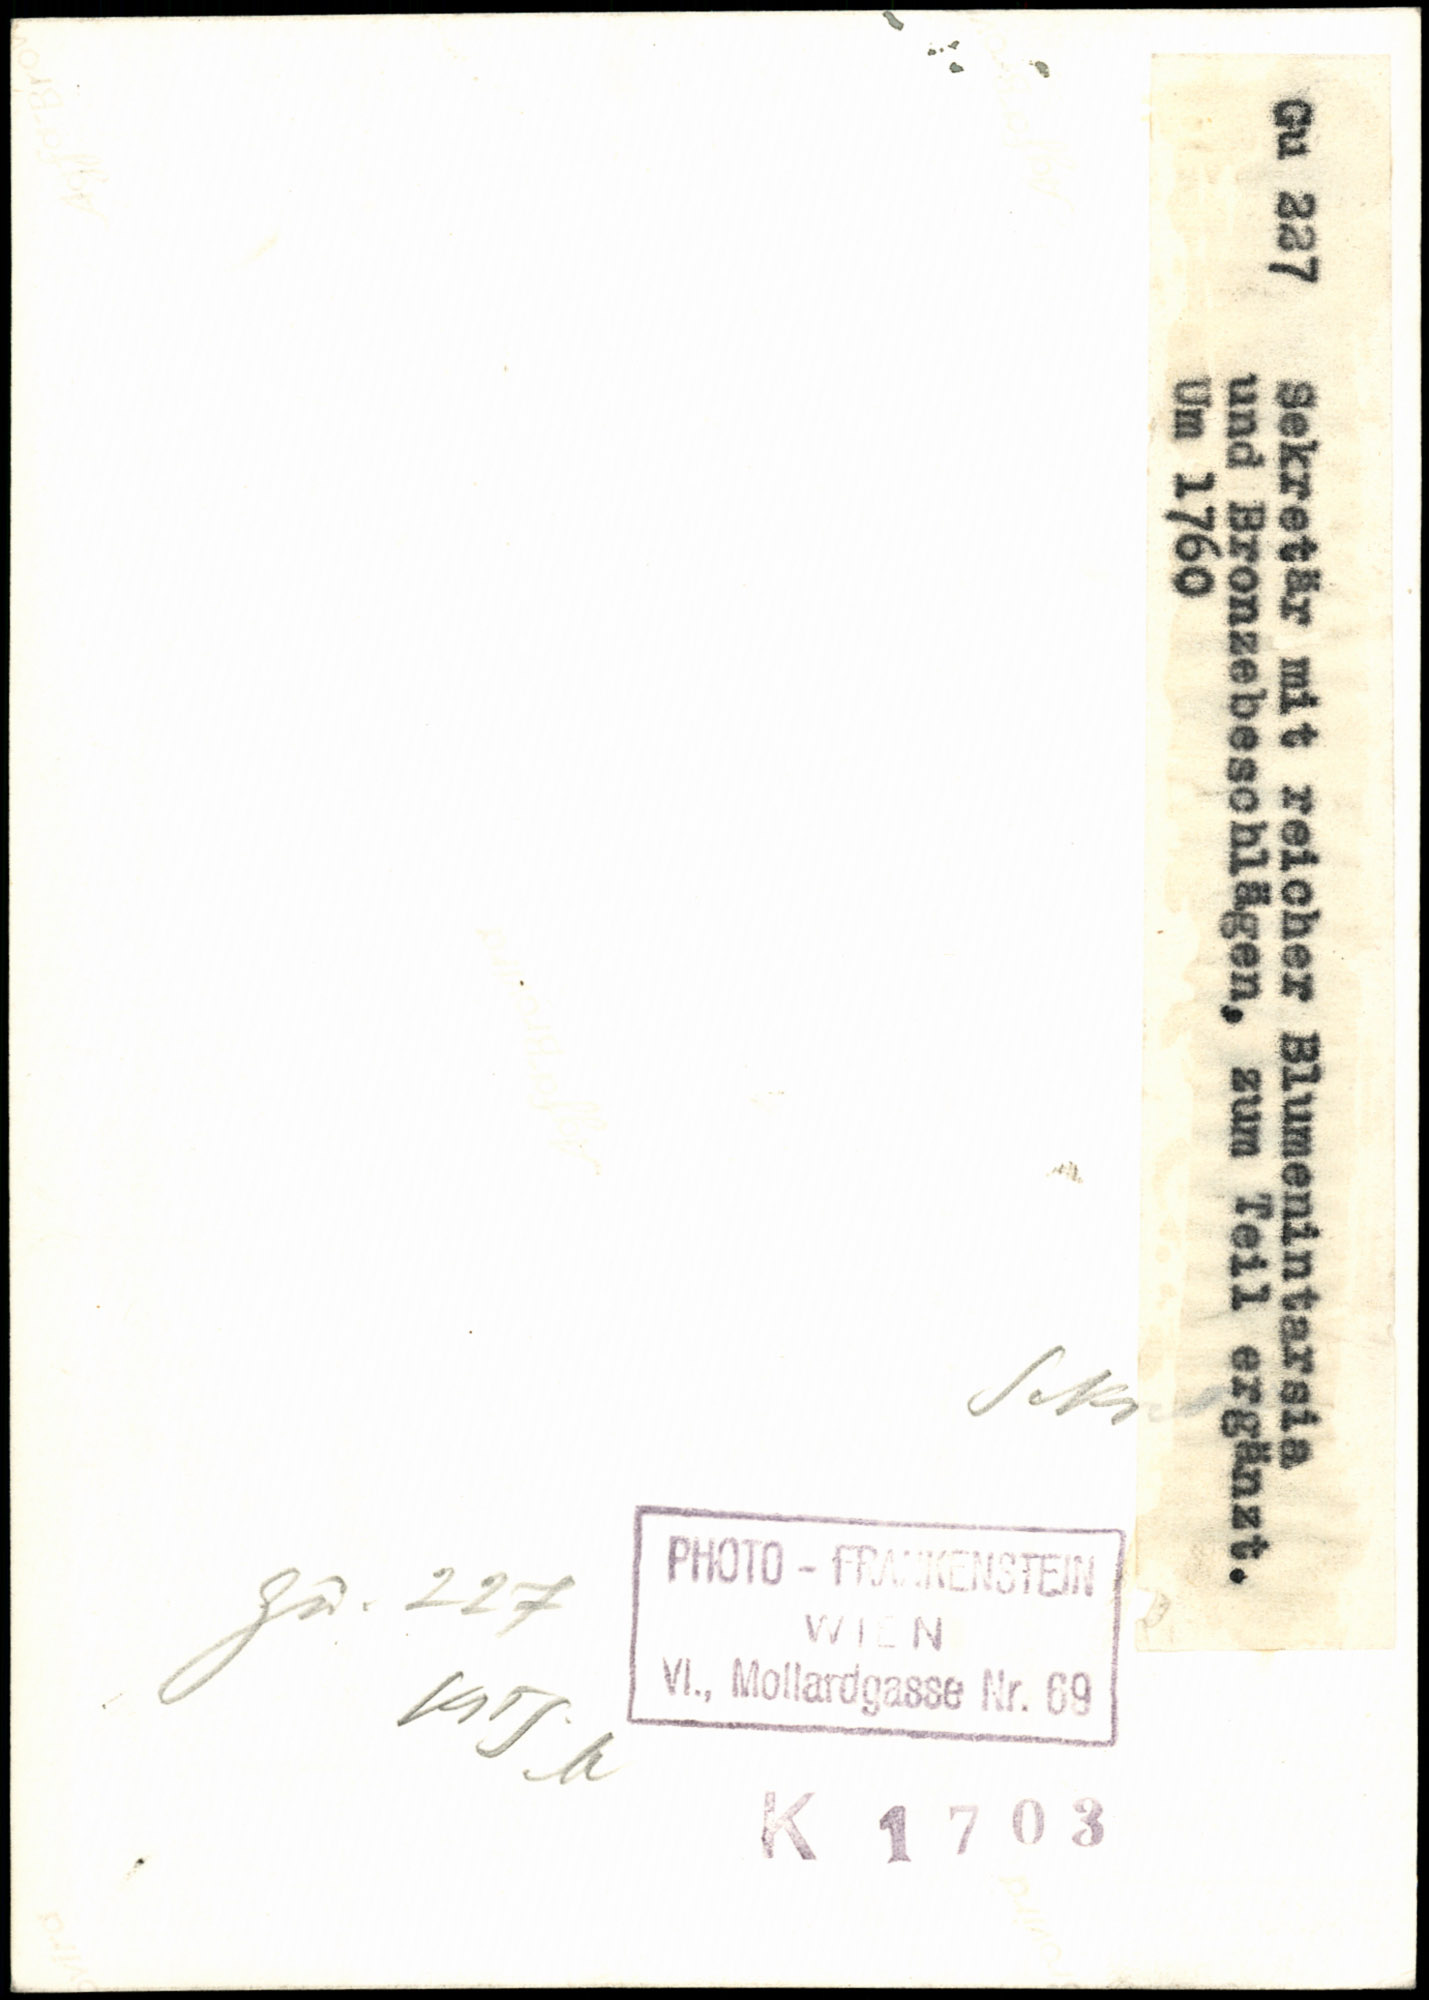 Gu 227 Sekretär mit reicher Blumenintarsia
und Bronzebeschlägen, zum Teil ergänzt.
Um 1760
PHOTO - FRANKENSTEIN
WIEN
VI., Mollardgasse Nr. 69
gu. 227
K 1703